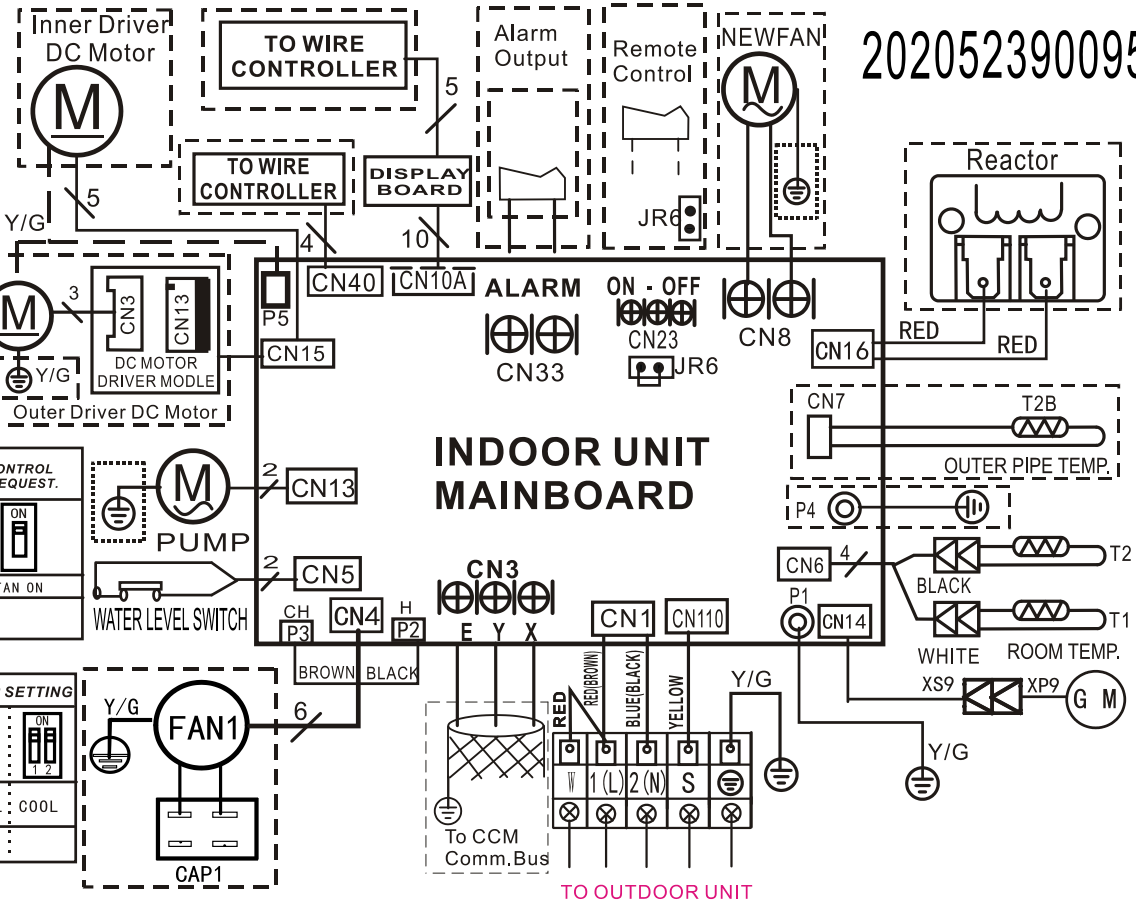 Inner Driver
DC Motor
M
TO WIRE
CONTROLLER
Alarm
Output
Remote
Control
NEWFAN
M
202052390095
5
TO WIRE
CONTROLLER
DISPLAY
BOARD
JR6
Reactor
5
Y/G
4
10
M
3
CN3
CN13
DC MOTOR
DRIVER MODLE
Y/G
Outer Driver DC Motor
P5
CN40
CN10A
ALARM
CN33
ON - OFF
CN23
JR6
CN8
CN15
CN16
RED
RED
CN7
T2B
OUTER PIPE TEMP.
INDOOR UNIT
MAINBOARD
P4
ONTROL
EQUEST.
ON
AN ON
M
PUMP
2
CN13
2
CN5
WATER LEVEL SWITCH
CN6
4
BLACK
T2
WHITE
T1
ROOM TEMP.
CH
P3
CN4
H
P2
BROWN
BLACK
CN3
E Y X
CN1
CN110
P1
CN14
XS9
XP9
G M
SETTING
ON
1 2
COOL
Y/G
FAN1
6
CAP1
To CCM
Comm.Bus
RED
RED(BROWN)
BLUE(BLACK)
YELLOW
Y/G
Y/G
W 1(L) 2(N) S
TO OUTDOOR UNIT